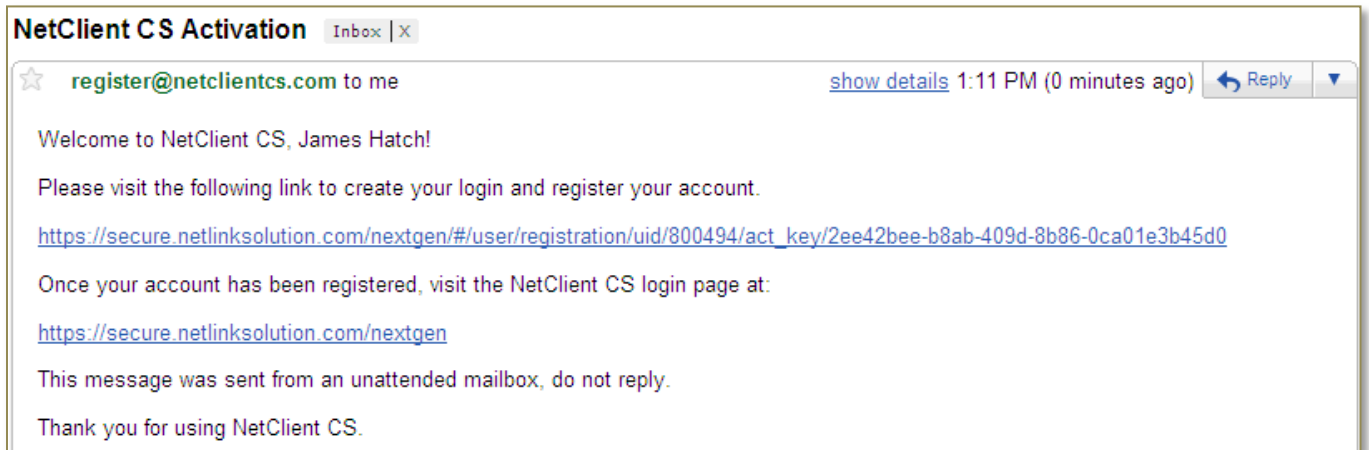 NetClient CS Activation Inbox | X
register@netclientcs.com to me show details 1:11 PM (0 minutes ago) Reply
Welcome to NetClient CS, James Hatch!
Please visit the following link to create your login and register your account.
https://secure.netlinksolution.com/nextgen/#/user/registration/uid/800494/act_key/2ee42bee-b8ab-409d-8b86-0ca01e3b45d0
Once your account has been registered, visit the NetClient CS login page at:
https://secure.netlinksolution.com/nextgen
This message was sent from an unattended mailbox, do not reply.
Thank you for using NetClient CS.